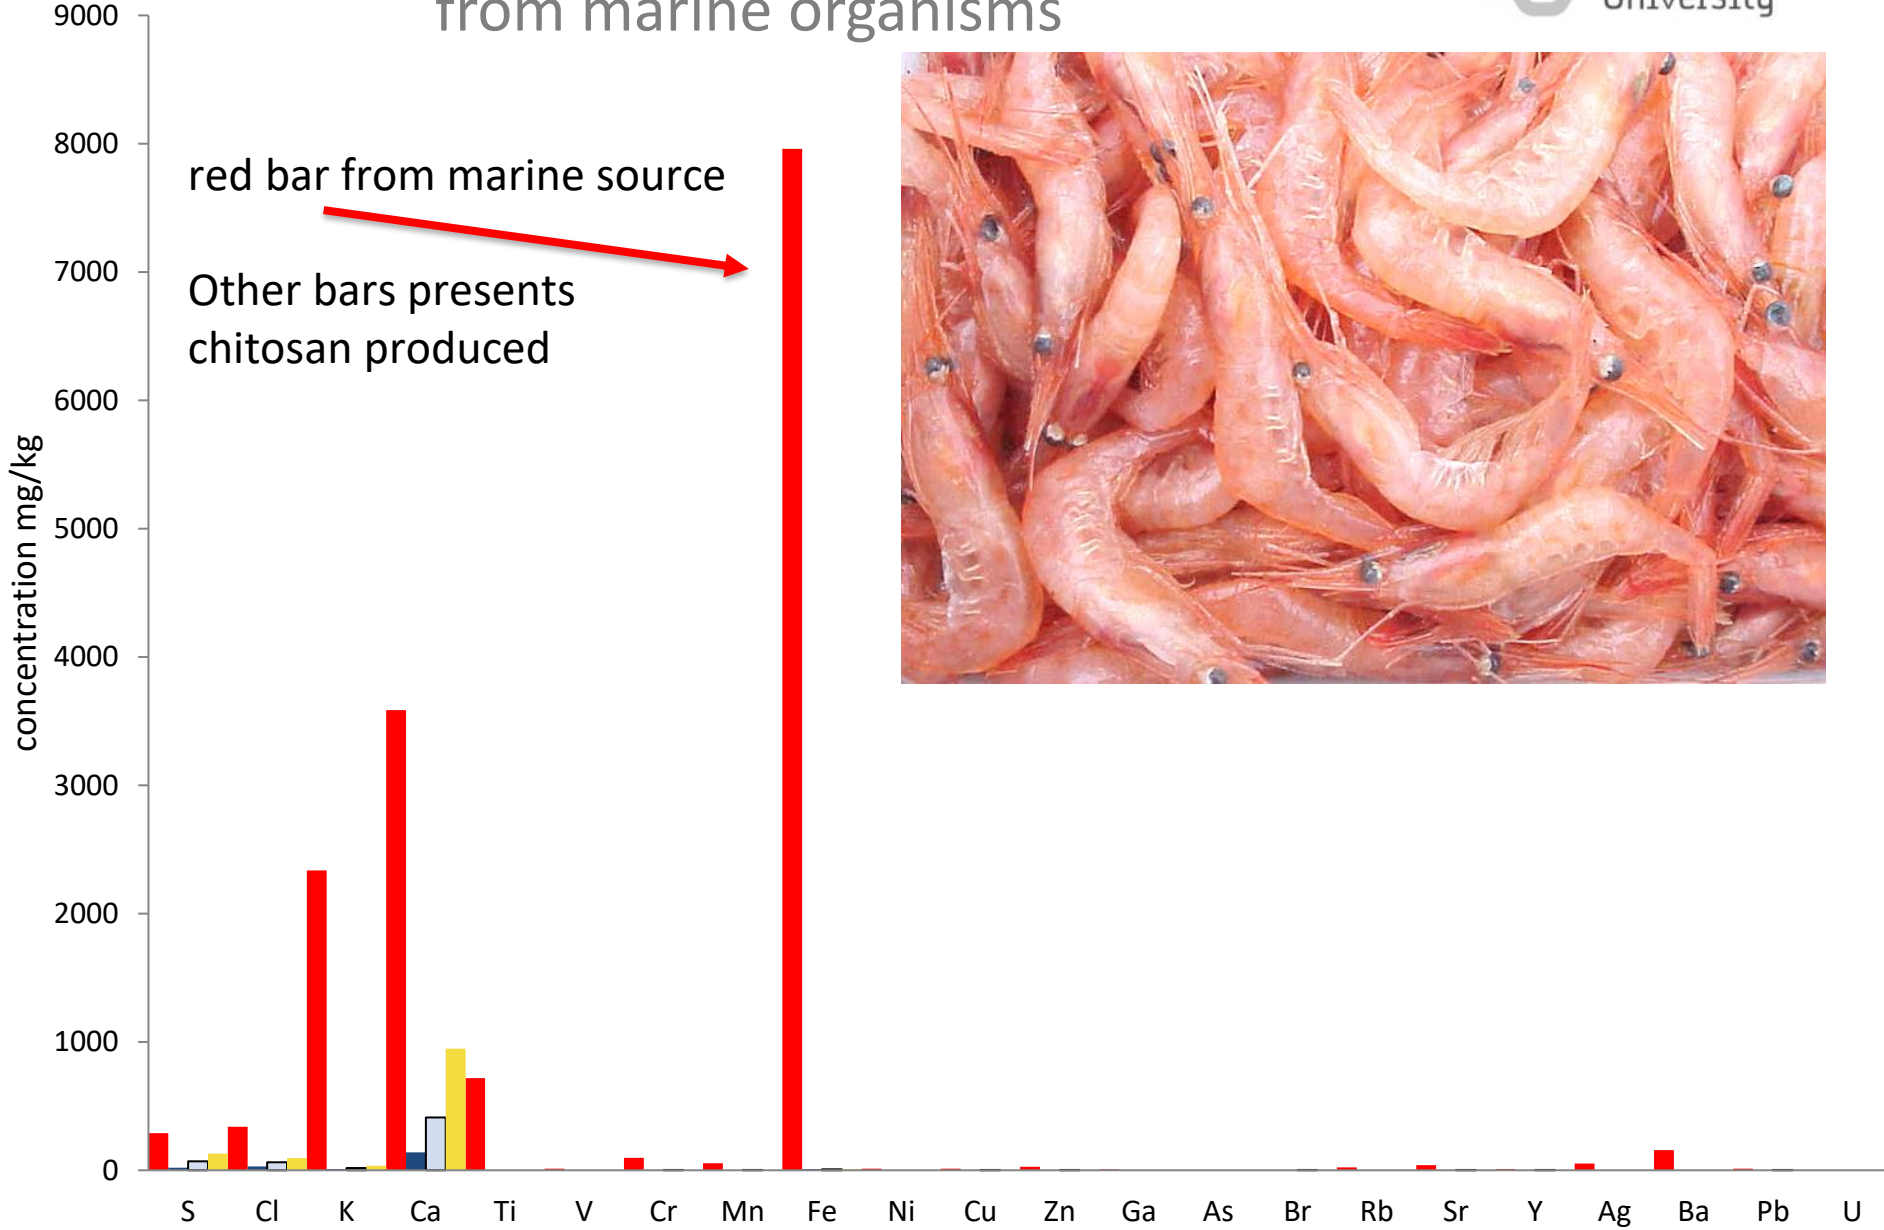 from marine organisms
University
9000
8000
7000
6000
5000
4000
3000
2000
1000
0
concentration mg/kg
red bar from marine source
Other bars presents
chitosan produced
S Cl K Ca Ti V Cr Mn Fe Ni Cu Zn Ga As Br Rb Sr Y Ag Ba Pb U